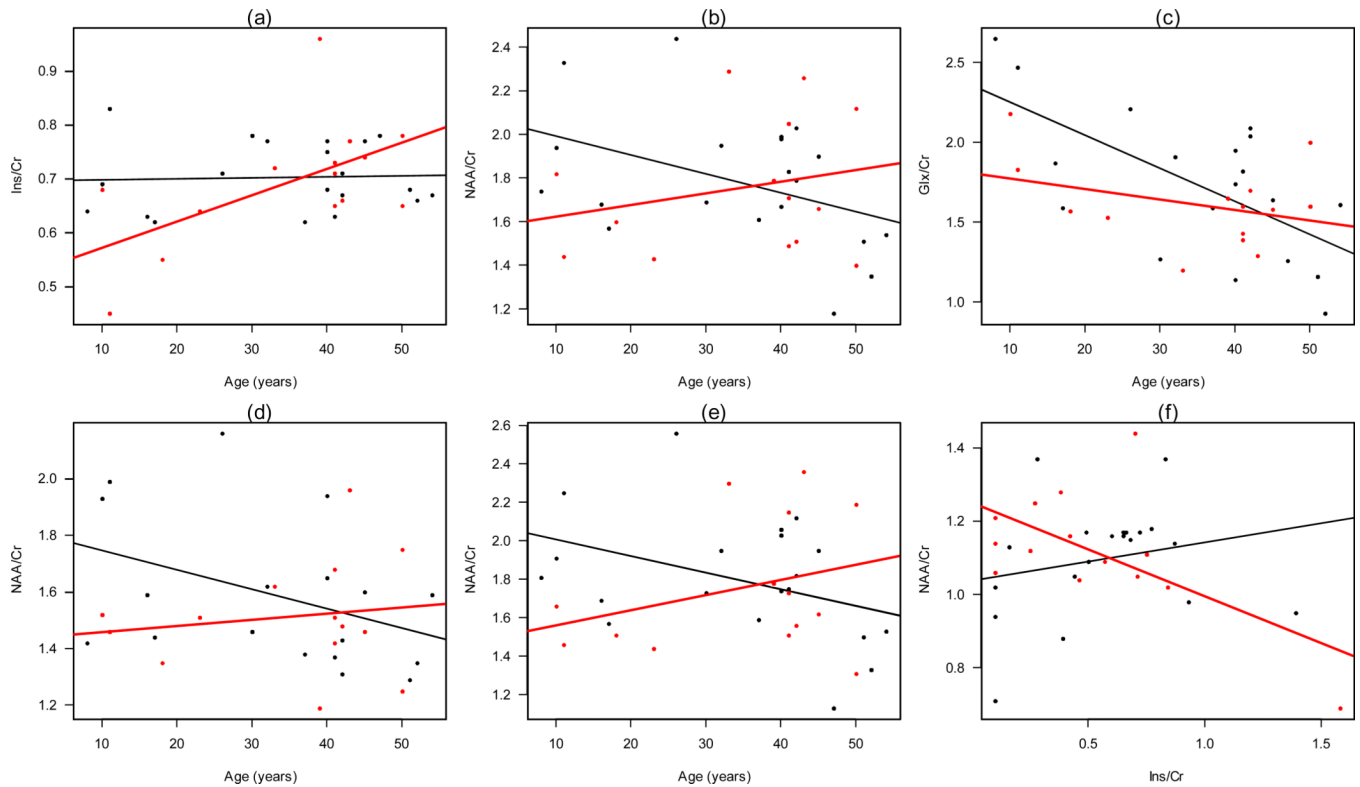 (a)
Ins/Cr
0.9
0.8
0.7
0.6
0.5
10 20 30 40 50
Age (years)
(b)
NAA/Cr
2.4
2.2
2.0
1.8
1.6
1.4
1.2
10 20 30 40 50
Age (years)
(c)
Glx/Cr
2.5
2.0
1.5
1.0
10 20 30 40 50
Age (years)
(d)
NAA/Cr
2.0
1.8
1.6
1.4
1.2
10 20 30 40 50
Age (years)
(e)
NAA/Cr
2.6
2.4
2.2
2.0
1.8
1.6
1.4
1.2
10 20 30 40 50
Age (years)
(f)
NAA/Cr
1.4
1.2
1.0
0.8
0.5 1.0 1.5
Ins/Cr